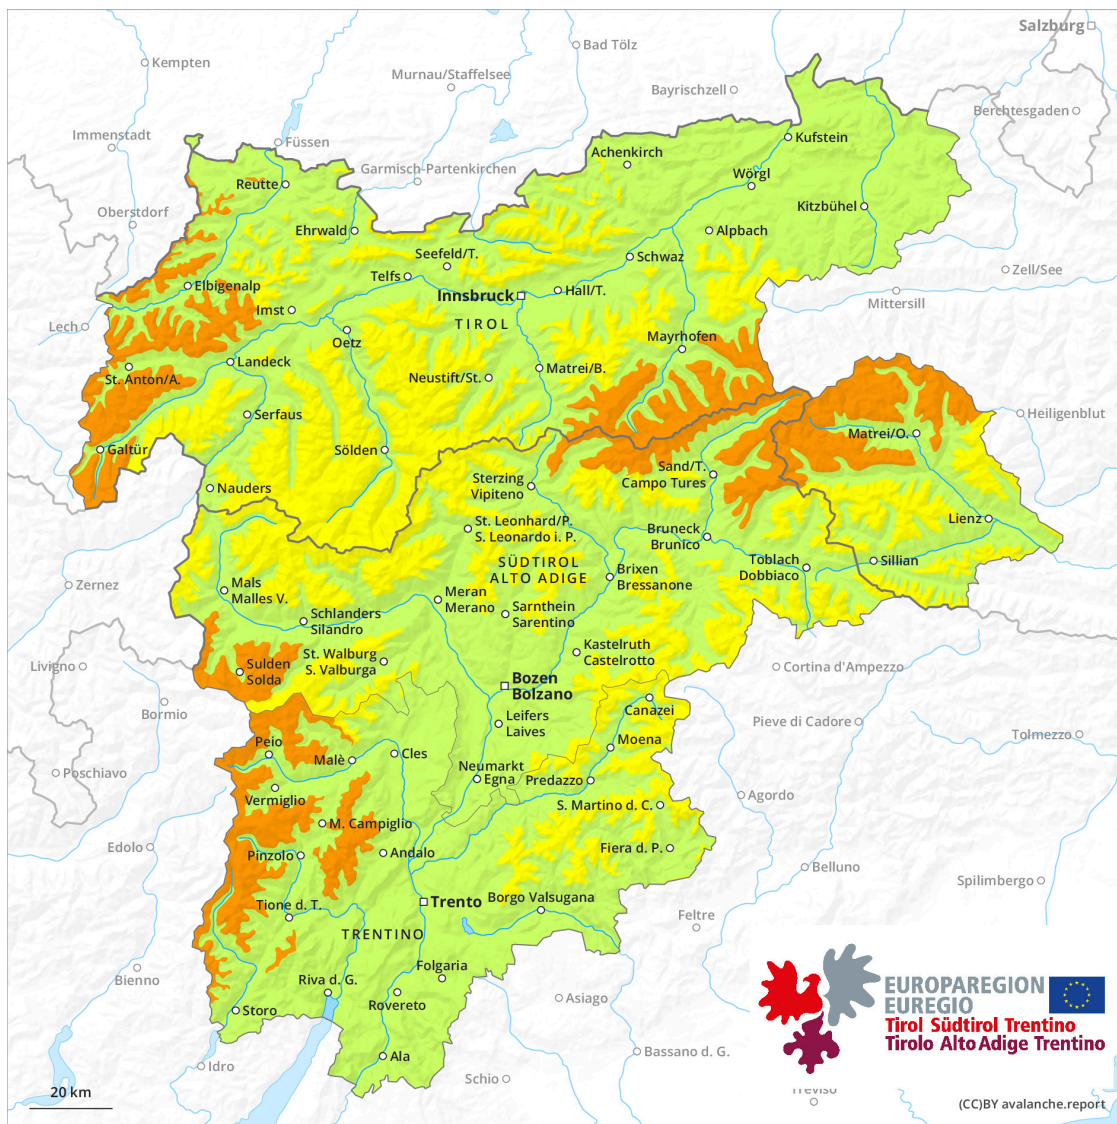 Salzburg
Bad Tölz
Kempten
Murnau/Staffelsee
Bayrischzell
Berchtesgaden
Immenstadt
Füssen
Kufstein
Achenkirch
Garmisch-Partenkirchen
Wörgl
Reutte
Oberstdorf
Kitzbühel
Ehrwald
Alpbach
Seefeld/T.
Schwaz
Zell/See
Telfs
Elbigenalp
Hall/T.
Innsbruck
Mittersill
Imst
TIROL
Lech
Oetz
Mayrhofen
Landeck
Matrei/B.
St. Anton/A.
Neustift/St.
Serfaus
Heiligenblut
Matrei/O.
Galtür
Sölden
Sand/T.
Campo Tures
Sterzing
Vipiteno
Nauders
Lienz
St. Leonhard/P.
S. Leonardo i. P.
Bruneck
Brunico
SÜDTIROL
ALTO ADIGE
Toblach
Dobbiaco
Sillian
Brixen
Bressanone
Zernez
Mals
Malles V.
Meran
Merano
Sarnthein
Sarentino
Schlanders
Silandro
Kastelruth
Castelrotto
St. Walburg
S. Valburga
Livigno
Sulden
Solda
Cortina d'Ampezzo
Bozen
Bolzano
Canazei
Bormio
Leifers
Laives
Pieve di Cadore
Tolmezzo
Peio
Moena
Cles
Malè
Poschiavo
Neumarkt
Egna
Predazzo
Vermiglio
Agordo
S. Martino d. C.
M. Campiglio
Edolo
Fiera d. P.
Pinzolo
Andalo
Belluno
Spilimbergo
Borgo Valsugana
Trento
Tione d. T.
Feltre
TRENTINO
Folgaria
Bienno
Riva d. G.
Asiago
Rovereto
Storo
EUROPAREGION
EUREGIO
Tirol Südtirol Trentino
Tirolo Alto Adige Trentino
Ala
Bassano d. G.
Idro
Schio
Treviso
20 km
(CC)BY avalanche.report